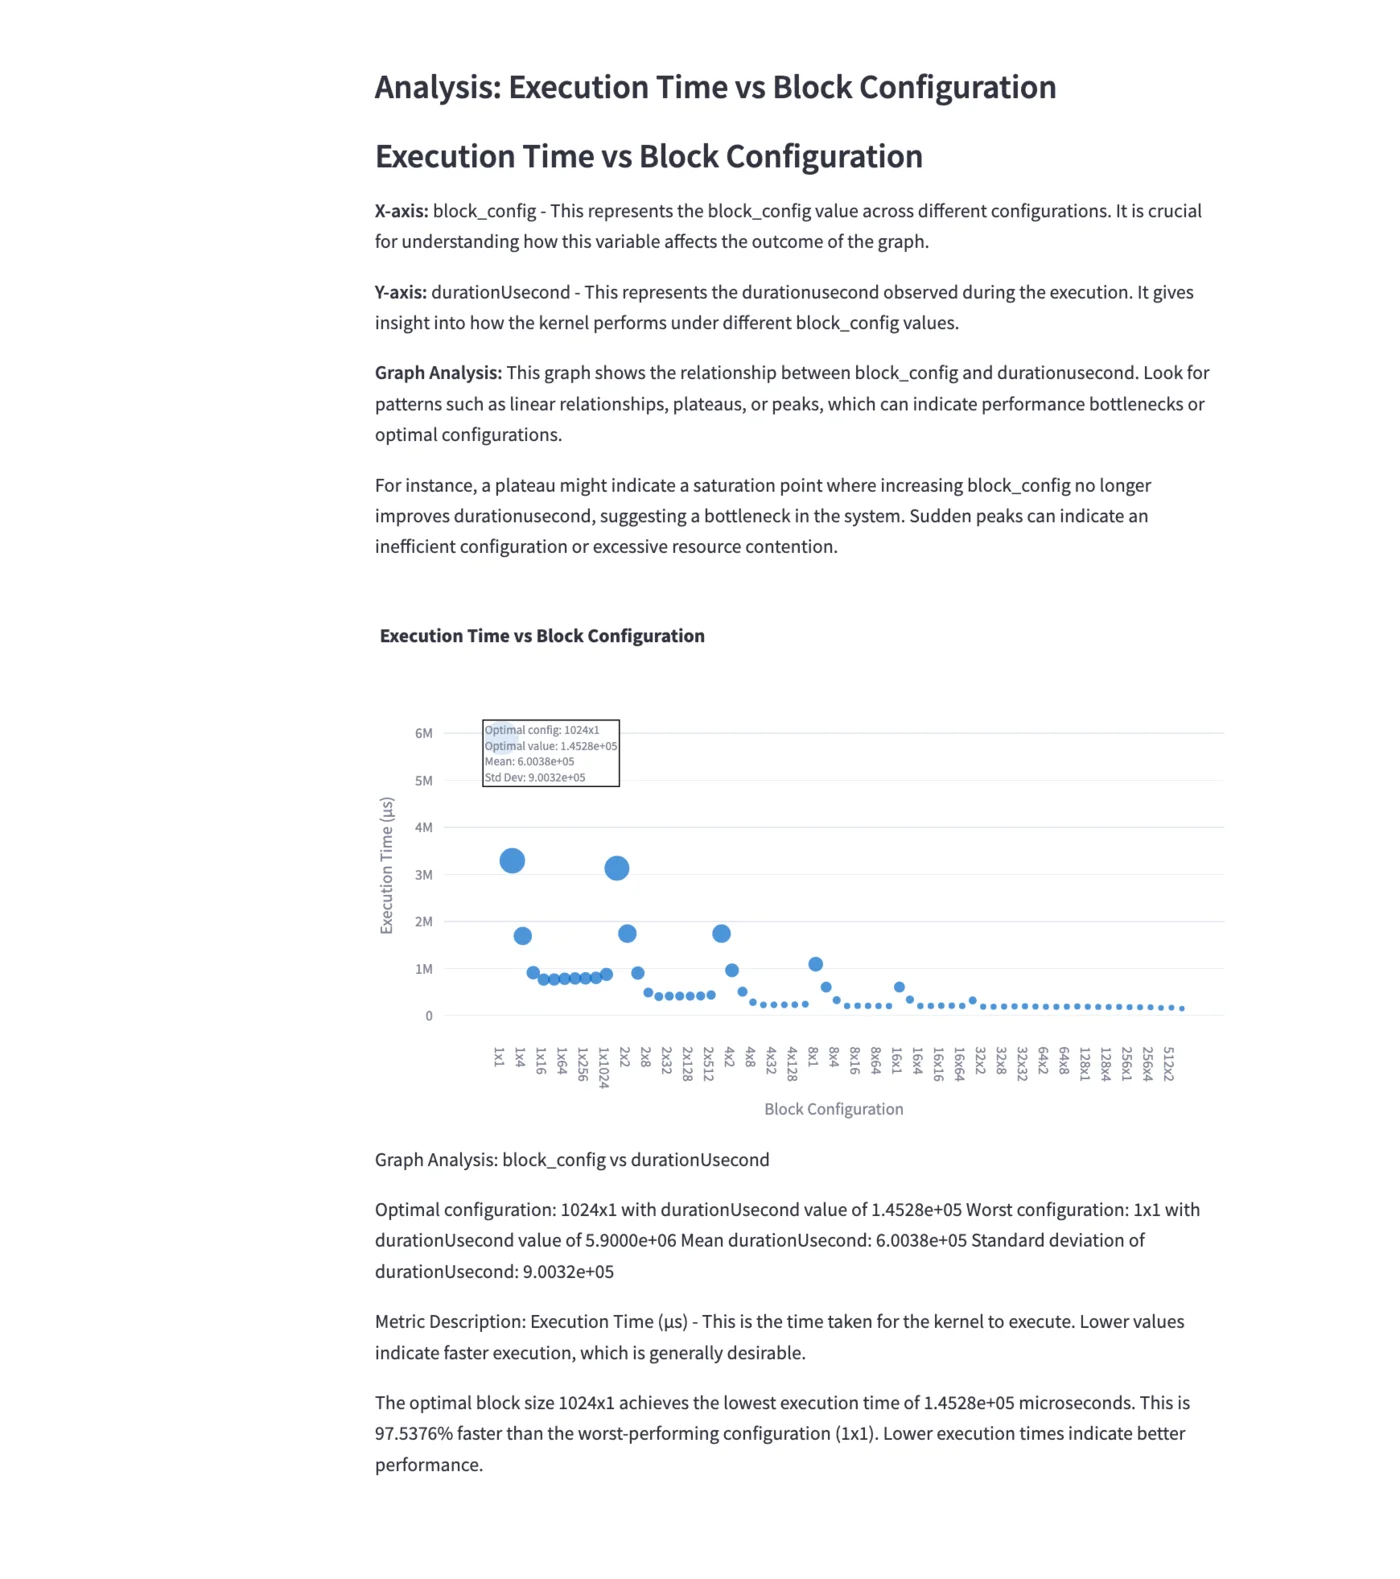 Analysis: Execution Time vs Block Configuration
Execution Time vs Block Configuration
X-axis: block_config - This represents the block_config value across different configurations. It is crucial
for understanding how this variable affects the outcome of the graph.
Y-axis: durationUsecond - This represents the durationusecond observed during the execution. It gives
insight into how the kernel performs under different block_config values.
Graph Analysis: This graph shows the relationship between block_config and durationusecond. Look for
patterns such as linear relationships, plateaus, or peaks, which can indicate performance bottlenecks or
optimal configurations.
For instance, a plateau might indicate a saturation point where increasing block_config no longer
improves durationusecond, suggesting a bottleneck in the system. Sudden peaks can indicate an
inefficient configuration or excessive resource contention.
Execution Time vs Block Configuration
Optimal config: 1024x1
Optimal value: 1.4528e+05
Mean: 6.0038e+05
Std Dev: 9.0032e+05
6M
5M
4M
3M
2M
1M
0
Execution Time (μs)
1x1
1x4
1x16
1x64
1x256
1x1024
2x2
2x8
2x32
2x128
2x512
4x2
4x8
4x32
4x128
8x1
8x4
8x16
8x64
16x1
16x4
16x16
16x64
32x2
32x8
32x32
64x2
64x8
128x1
128x4
256x1
256x4
512x2
Block Configuration
Graph Analysis: block_config vs durationUsecond
Optimal configuration: 1024x1 with durationUsecond value of 1.4528e+05 Worst configuration: 1x1 with
durationUsecond value of 5.9000e+06 Mean durationUsecond: 6.0038e+05 Standard deviation of
durationUsecond: 9.0032e+05
Metric Description: Execution Time (μs) - This is the time taken for the kernel to execute. Lower values
indicate faster execution, which is generally desirable.
The optimal block size 1024x1 achieves the lowest execution time of 1.4528e+05 microseconds. This is
97.5376% faster than the worst-performing configuration (1x1). Lower execution times indicate better
performance.